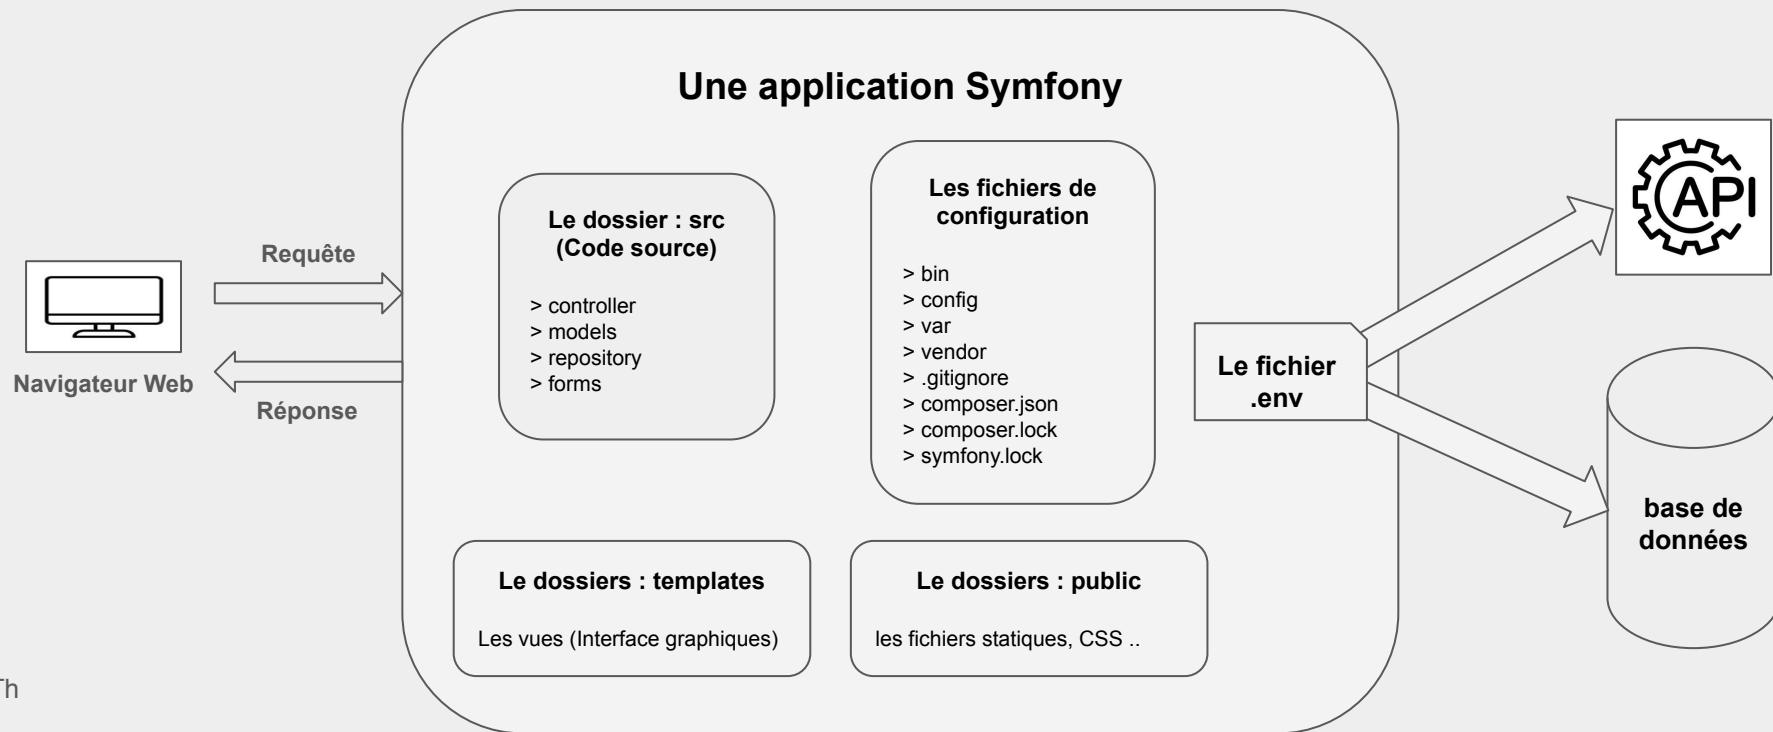 Une application Symfony
Requête
Navigateur Web
Réponse
Le dossier : src
(Code source)
> controller
> models
> repository
> forms
Les fichiers de
configuration
> bin
> config
> var
> vendor
> .gitignore
> composer.json
> composer.lock
> symfony.lock
Le fichier
.env
API
base de
données
Le dossiers : templates
Les vues (Interface graphiques)
Le dossiers : public
les fichiers statiques, CSS ..
Th